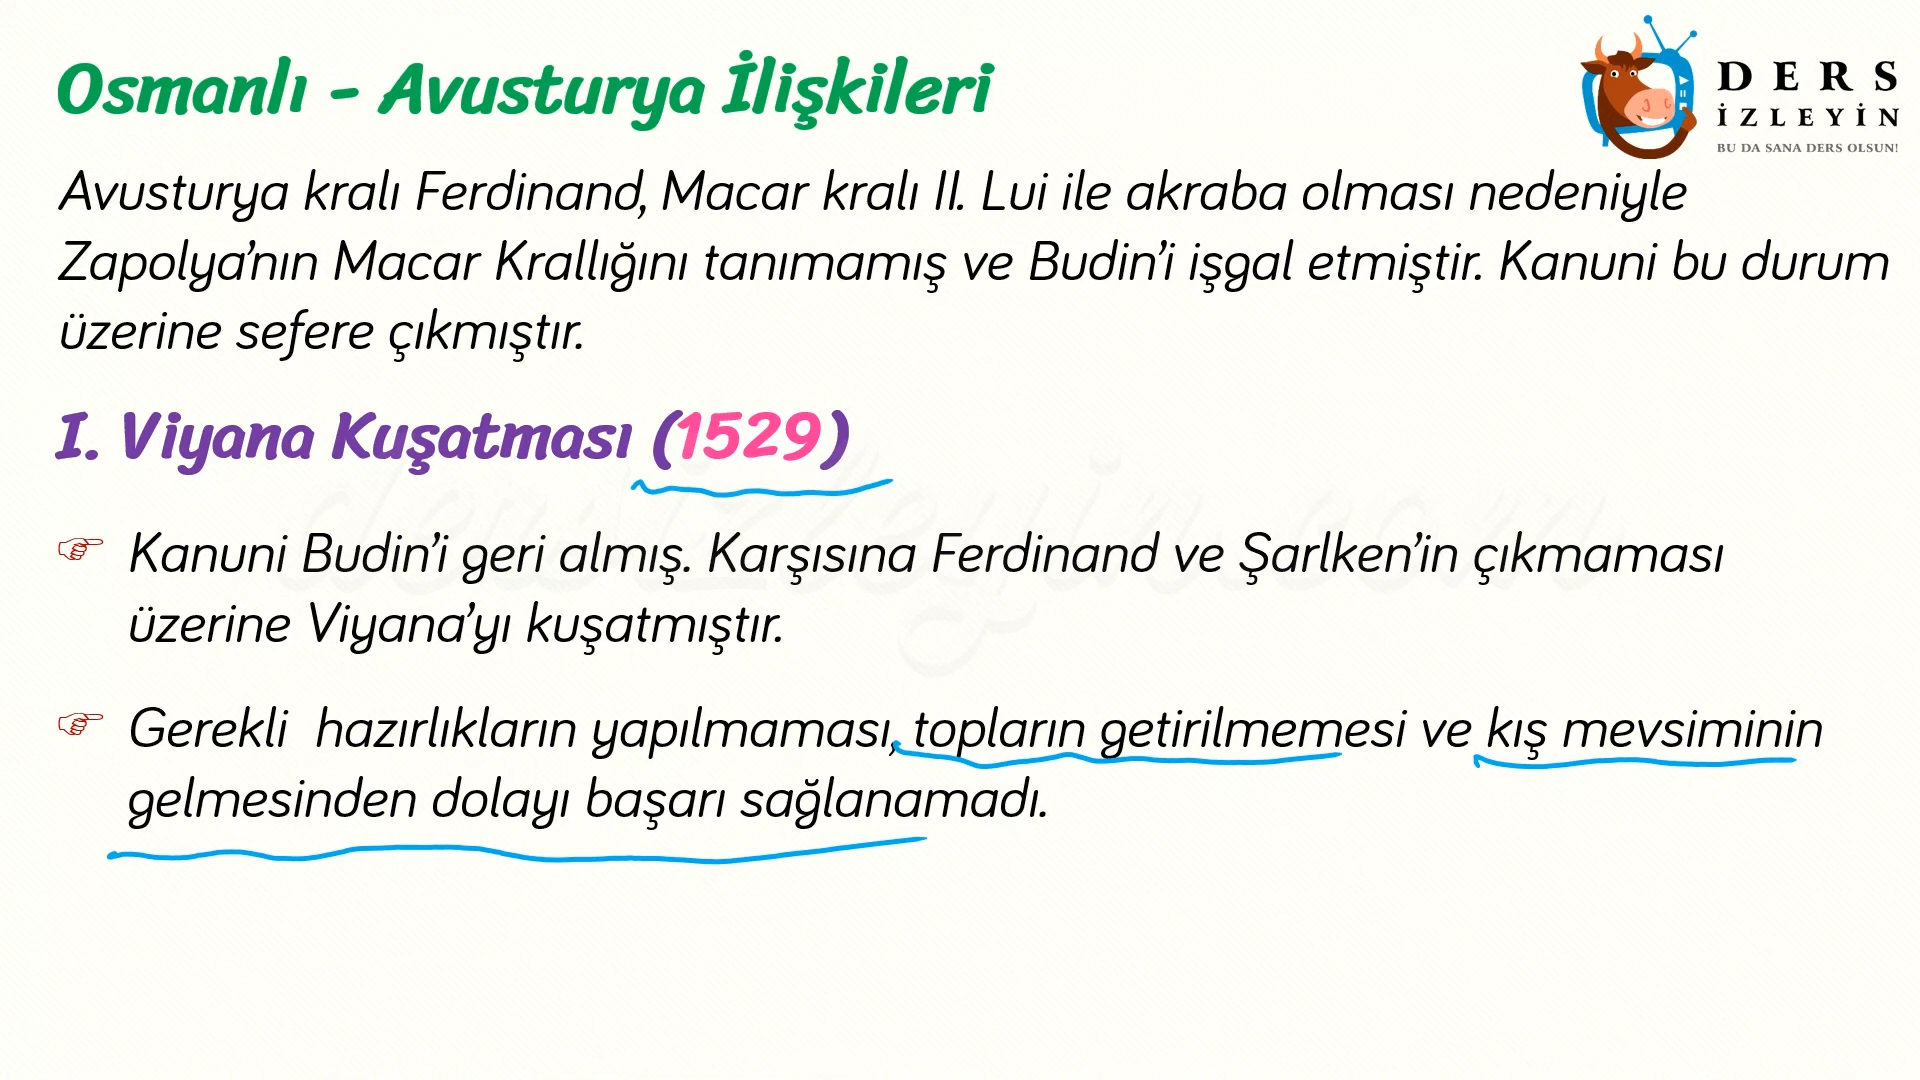 Osmanlı - Avusturya İlişkileri
DERS
İZLEYİN
BU DA SANA DERS OLSUN!
Avusturya kralı Ferdinand, Macar kralı II. Lui ile akraba olması nedeniyle
Zapolya’nın Macar Krallığını tanımamış ve Budin’i işgal etmiştir. Kanuni bu durum
üzerine sefere çıkmıştır.
I. Viyana Kuşatması (1529)
dersizleyin.com
Kanuni Budin’i geri almış. Karşısına Ferdinand ve Şarlken’in çıkmaması
üzerine Viyana’yı kuşatmıştır.
Gerekli  hazırlıkların yapılmaması, topların getirilmemesi ve kış mevsiminin
gelmesinden dolayı başarı sağlanamadı.